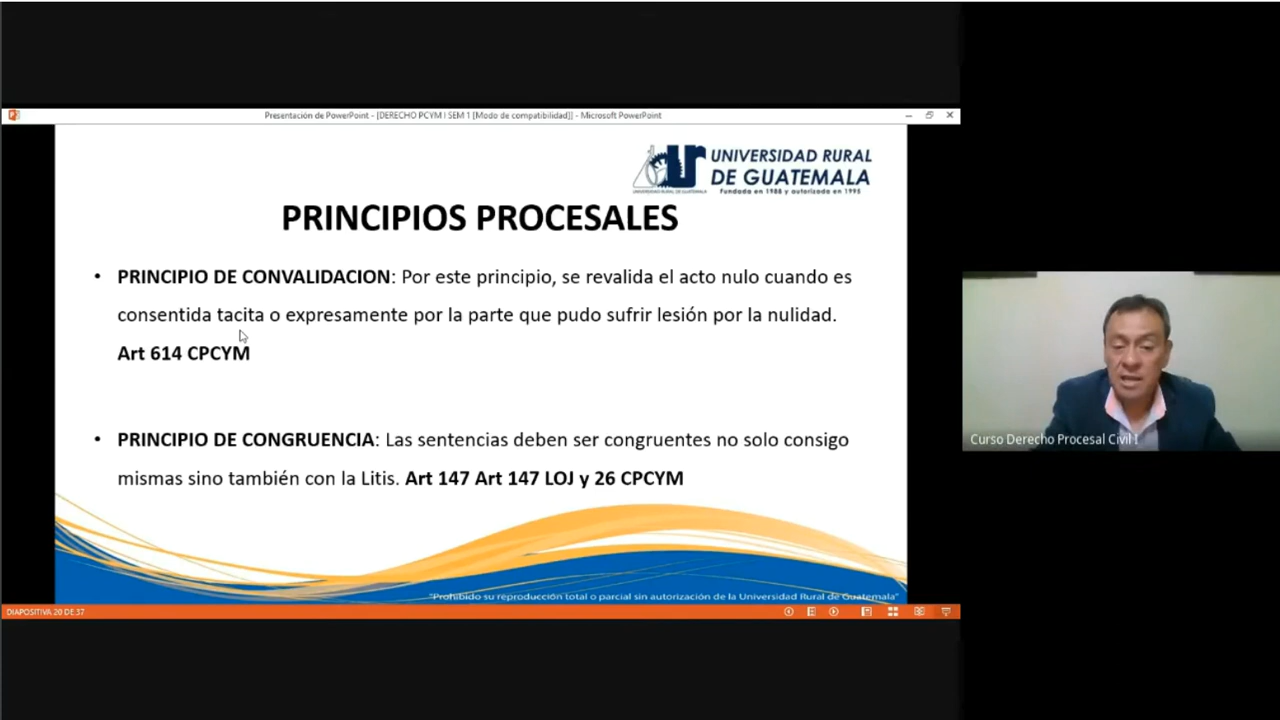 Presentación de PowerPoint - [DERECHO PCYM I SEM 1 [Modo de compatibilidad]] - Microsoft PowerPoint
UNIVERSIDAD RURAL
DE GUATEMALA
Fundada en 1988 y autorizada en 1995
PRINCIPIOS PROCESALES
• PRINCIPIO DE CONVALIDACION: Por este principio, se revalida el acto nulo cuando es
consentida tacita o expresamente por la parte que pudo sufrir lesión por la nulidad.
Art 614 CPCYM
• PRINCIPIO DE CONGRUENCIA: Las sentencias deben ser congruentes no solo consigo
mismas sino también con la Litis. Art 147 Art 147 LOJ y 26 CPCYM
"Prohibido su reproducción total o parcial sin autorización de la Universidad Rural de Guatemala"
DIAPOSITIVA 20 DE 37
Curso Derecho Procesal Civil I